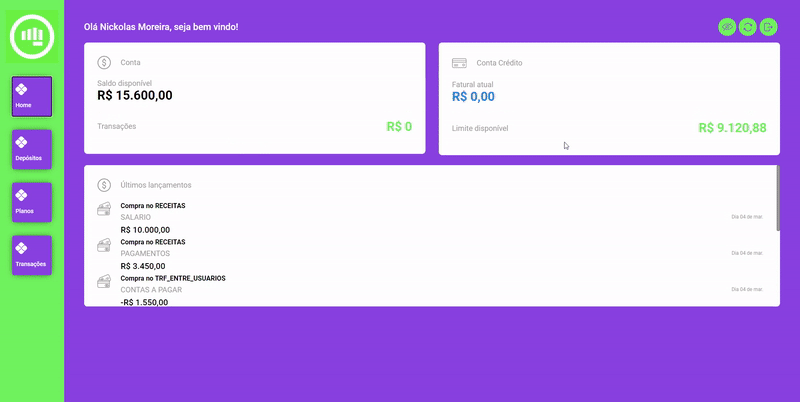 Olá Nickolas Moreira, seja bem vindo!
Home
Depósitos
Planos
Transações
Conta
Saldo disponível
R$ 15.600,00
Transações
R$ 0
Conta Crédito
Fatural atual
R$ 0,00
Limite disponível
R$ 9.120,88
Últimos lançamentos
Compra no RECEITAS
SALARIO
R$ 10.000,00
Dia 04 de mar.
Compra no RECEITAS
PAGAMENTOS
R$ 3.450,00
Dia 04 de mar.
Compra no TRF_ENTRE_USUARIOS
CONTAS A PAGAR
-R$ 1.550,00
Dia 04 de mar.